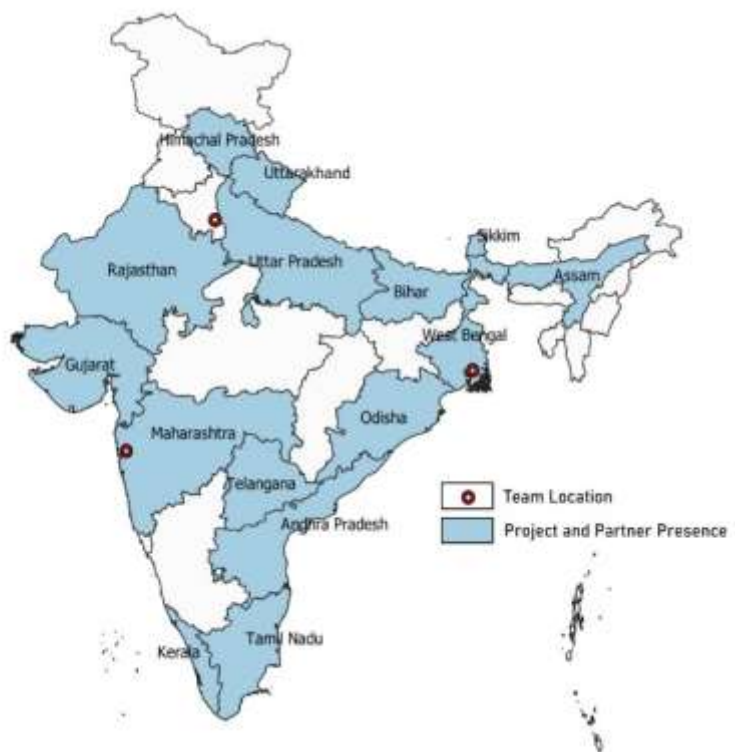 Himachal Pradesh
Uttarakhand
Sikkim
Uttar Pradesh
Rajasthan
Assam
Bihar
West Bengal
Gujarat
Odisha
Maharashtra
Telangana
Team Location
Andhra Pradesh
Project and Partner Presence
Tamil Nadu
Kerala